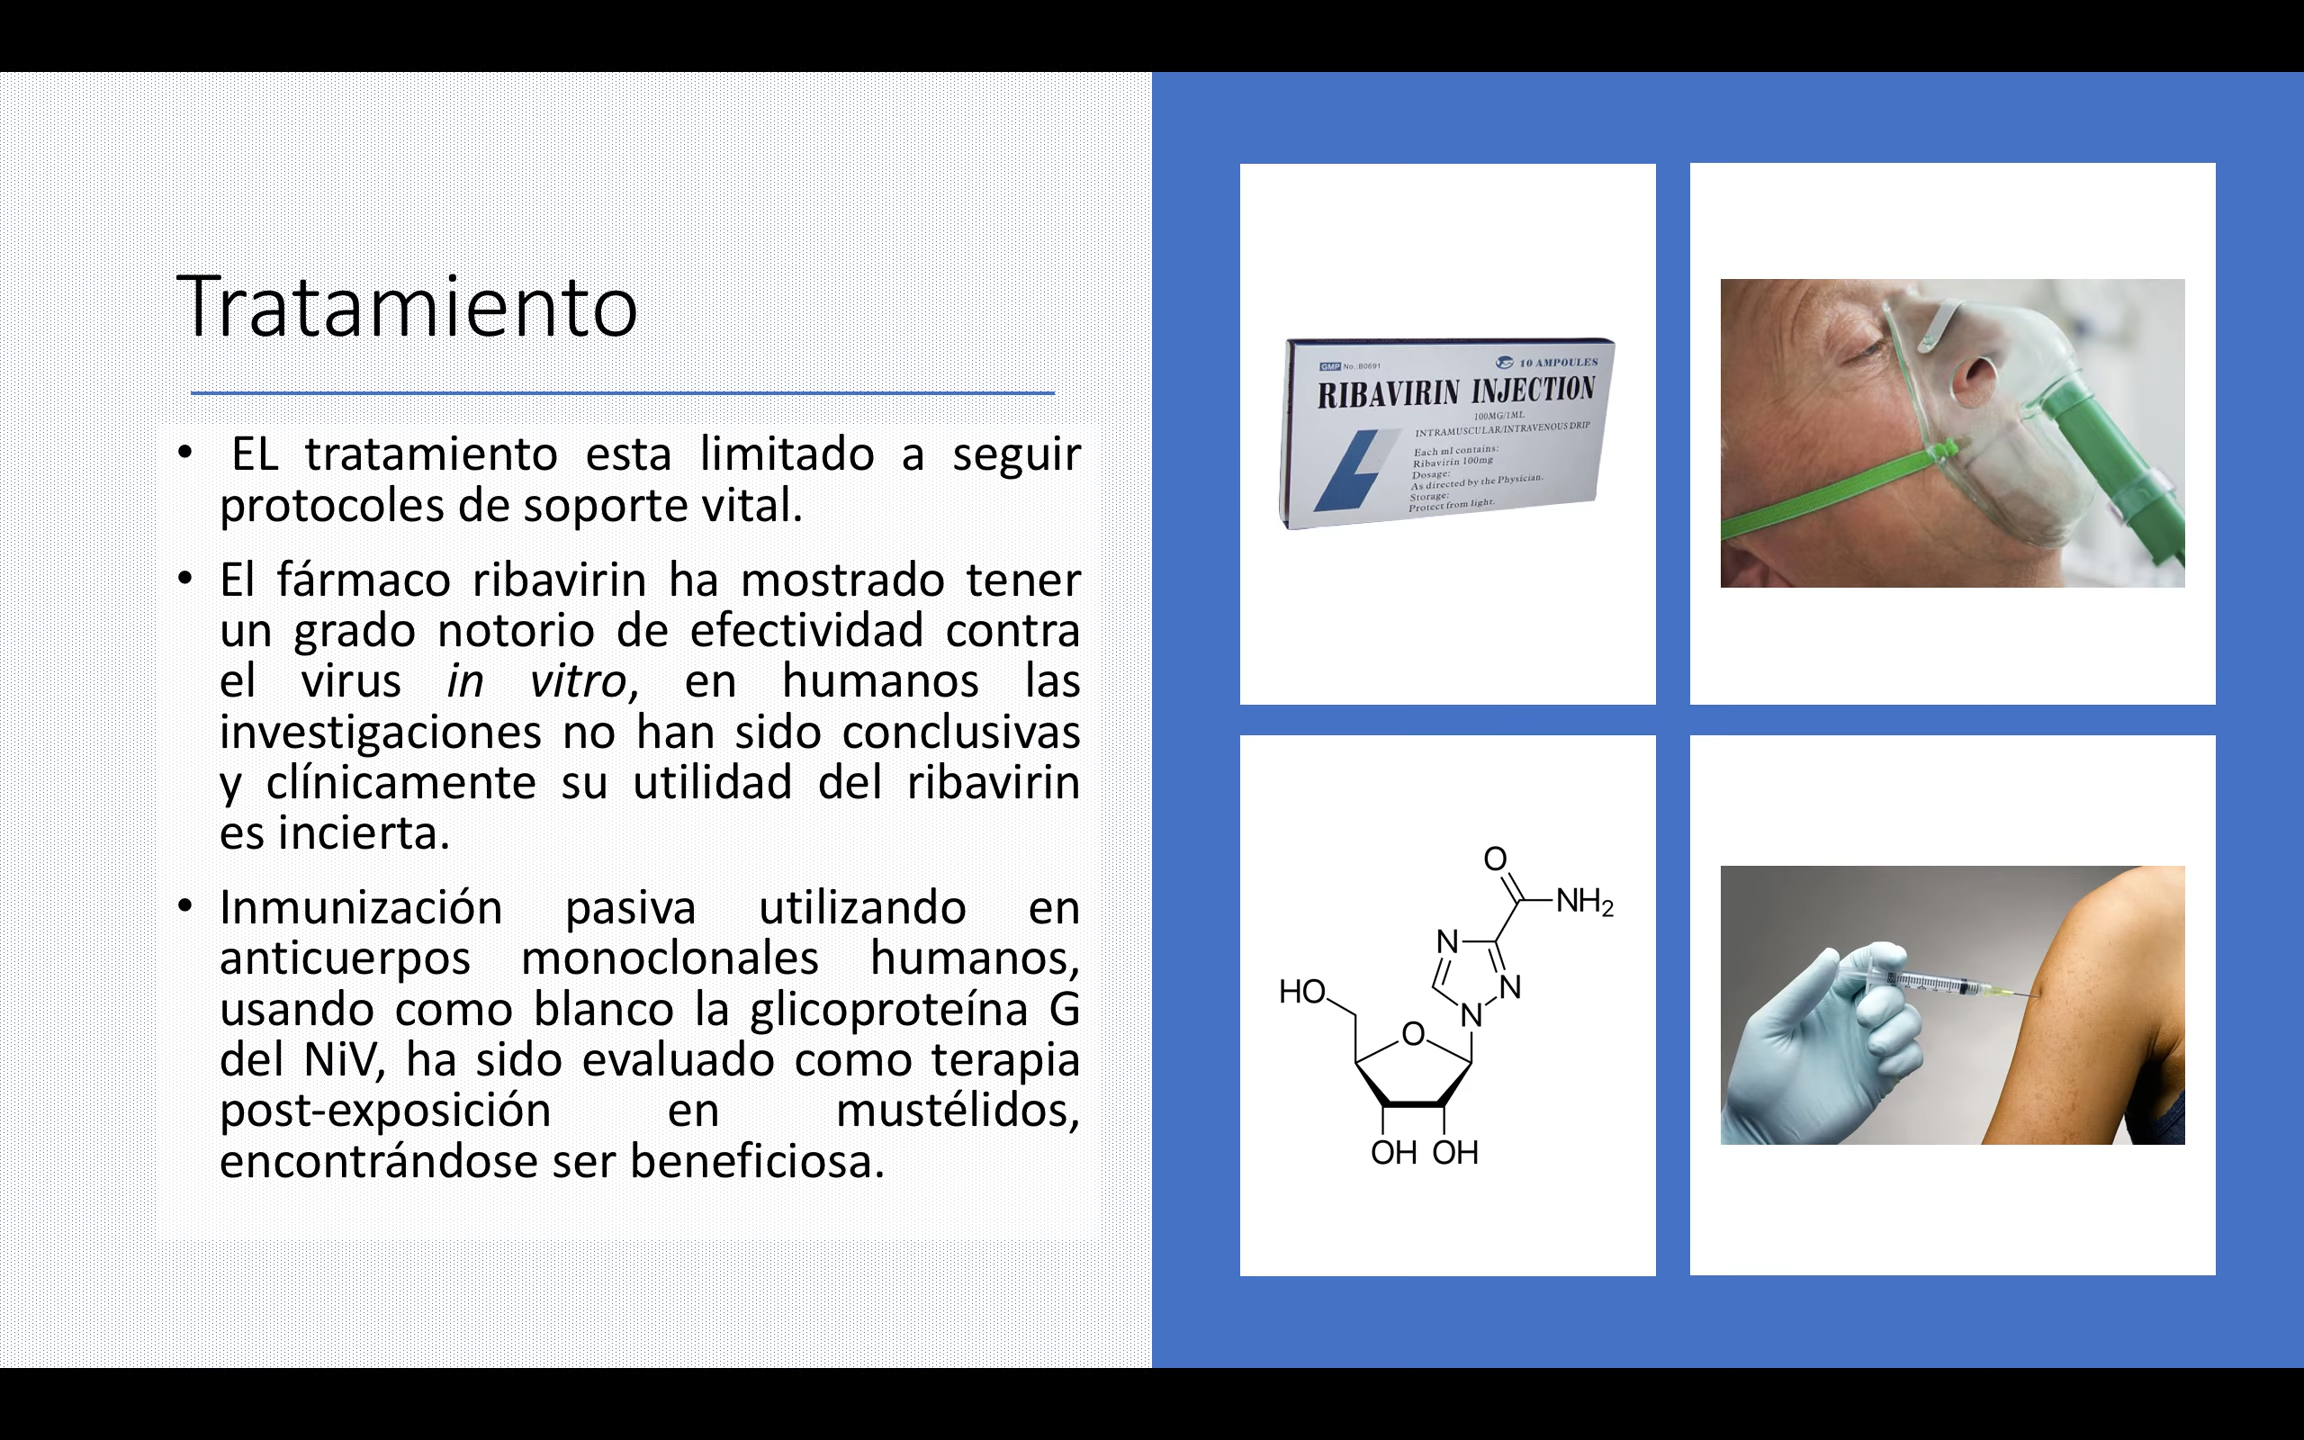 Tratamiento
• EL tratamiento esta limitado a seguir
protocoles de soporte vital.
• El fármaco ribavirin ha mostrado tener
un grado notorio de efectividad contra
el virus in vitro, en humanos las
investigaciones no han sido conclusivas
y clínicamente su utilidad del ribavirin
es incierta.
• Inmunización pasiva utilizando en
anticuerpos monoclonales humanos,
usando como blanco la glicoproteína G
del NiV, ha sido evaluado como terapia
post-exposición en mustélidos,
encontrándose ser beneficiosa.
GMP No.:B0691
10 AMPOULES
RIBAVIRIN INJECTION
100MG/1ML
INTRAMUSCULAR/INTRAVENOUS DRIP
Each ml contains:
Ribavirin 100mg
Dosage:
As directed by the Physician.
Storage:
Protect from light.
O
NH2
N
N
N
HO
O
OH OH